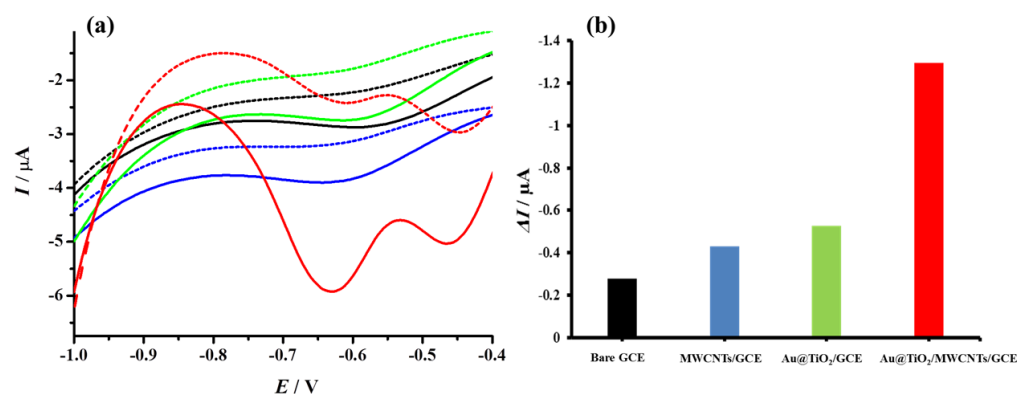 (a)
-2
-3
-4
-5
-6
I / µA
-1.0 -0.9 -0.8 -0.7 -0.6 -0.5 -0.4
E / V
(b)
-1.4
-1.2
-1
-0.8
-0.6
-0.4
-0.2
0
ΔI / µA
Bare GCE MWCNTs/GCE Au@TiO₂/GCE Au@TiO₂/MWCNTs/GCE